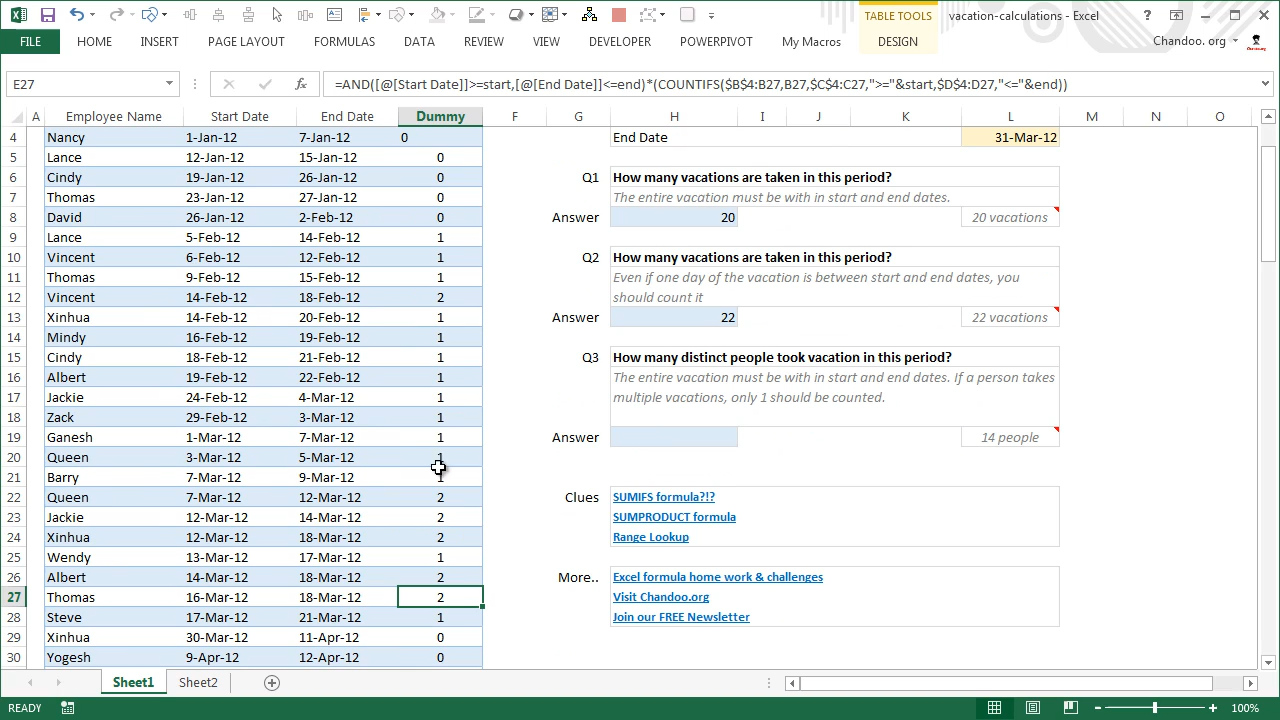 TABLE TOOLS
vacation-calculations - Excel
FILE HOME INSERT PAGE LAYOUT FORMULAS DATA REVIEW VIEW DEVELOPER POWERPIVOT My Macros DESIGN Chandoo. org
E27 fx =AND([@[Start Date]]>=start,[@[End Date]]<=end)*(COUNTIFS($B$4:B27,B27,$C$4:C27,">="&start,$D$4:D27,"<="&end))
A Employee Name Start Date End Date Dummy F G H I J K L M N O
4 Nancy 1-Jan-12 7-Jan-12 0 End Date 31-Mar-12
5 Lance 12-Jan-12 15-Jan-12 0
6 Cindy 19-Jan-12 26-Jan-12 0 Q1 How many vacations are taken in this period?
7 Thomas 23-Jan-12 27-Jan-12 0 The entire vacation must be with in start and end dates.
8 David 26-Jan-12 2-Feb-12 0 Answer 20 20 vacations
9 Lance 5-Feb-12 14-Feb-12 1
10 Vincent 6-Feb-12 12-Feb-12 1 Q2 How many vacations are taken in this period?
11 Thomas 9-Feb-12 15-Feb-12 1 Even if one day of the vacation is between start and end dates, you
12 Vincent 14-Feb-12 18-Feb-12 2 should count it
13 Xinhua 14-Feb-12 20-Feb-12 1 Answer 22 22 vacations
14 Mindy 16-Feb-12 19-Feb-12 1
15 Cindy 18-Feb-12 21-Feb-12 1 Q3 How many distinct people took vacation in this period?
16 Albert 19-Feb-12 22-Feb-12 1 The entire vacation must be with in start and end dates. If a person takes
17 Jackie 24-Feb-12 4-Mar-12 1 multiple vacations, only 1 should be counted.
18 Zack 29-Feb-12 3-Mar-12 1
19 Ganesh 1-Mar-12 7-Mar-12 1 Answer 14 people
20 Queen 3-Mar-12 5-Mar-12 1
21 Barry 7-Mar-12 9-Mar-12 1
22 Queen 7-Mar-12 12-Mar-12 2 Clues SUMIFS formula?!?
23 Jackie 12-Mar-12 14-Mar-12 2 SUMPRODUCT formula
24 Xinhua 12-Mar-12 18-Mar-12 2 Range Lookup
25 Wendy 13-Mar-12 17-Mar-12 1
26 Albert 14-Mar-12 18-Mar-12 2 More.. Excel formula home work & challenges
27 Thomas 16-Mar-12 18-Mar-12 2 Visit Chandoo.org
28 Steve 17-Mar-12 21-Mar-12 1 Join our FREE Newsletter
29 Xinhua 30-Mar-12 11-Apr-12 0
30 Yogesh 9-Apr-12 12-Apr-12 0
Sheet1 Sheet2
READY 100%